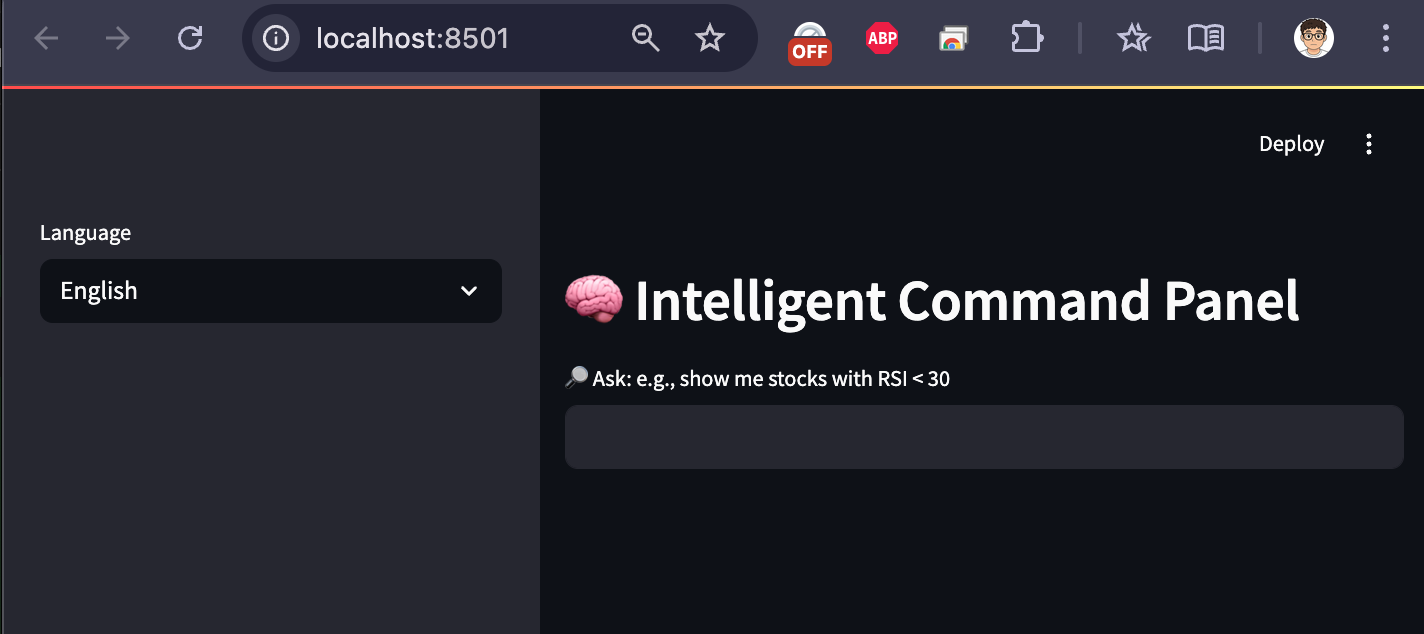 localhost:8501
OFF
ABP
Deploy
Language
English
🧠 Intelligent Command Panel
🔎 Ask: e.g., show me stocks with RSI < 30